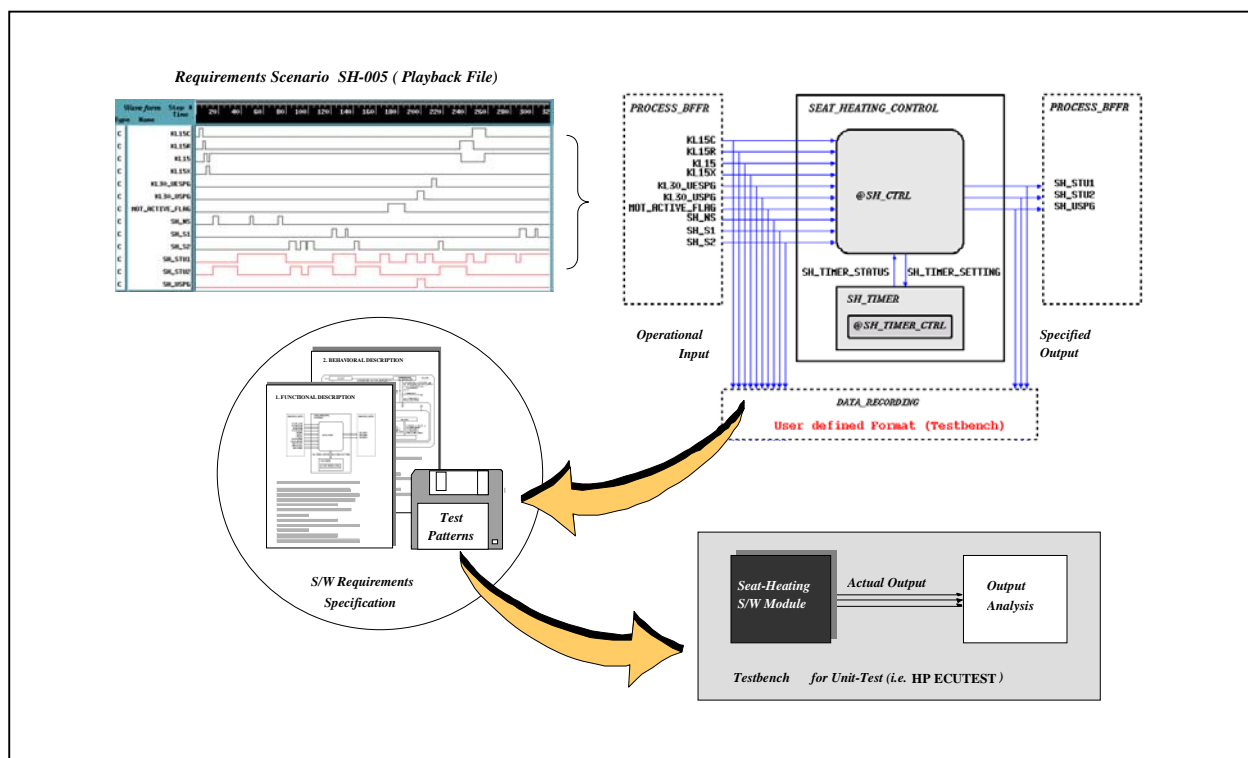 Requirements Scenario SH-005 ( Playback File)
Wave form Step #
Time
Type Name
20 40 60 80 100 120 140 160 180 200 220 240 260 280 300
C KL15C
C KL15R
C KL15
C KL15X
C KL30_UESPG
C KL30_USPG
C MOT_ACTIVE_FLAG
C SH_NS
C SH_S1
C SH_S2
C SH_STU1
C SH_STU2
C SH_USPG
PROCESS_BFFR
KL15C
KL15R
KL15
KL15X
KL30_UESPG
KL30_USPG
MOT_ACTIVE_FLAG
SH_NS
SH_S1
SH_S2
SEAT_HEATING_CONTROL
@SH_CTRL
SH_TIMER_STATUS
SH_TIMER_SETTING
SH_TIMER
@SH_TIMER_CTRL
PROCESS_BFFR
SH_STU1
SH_STU2
SH_USPG
Operational
Input
Specified
Output
DATA_RECORDING
User defined Format (Testbench)
2. BEHAVIORAL DESCRIPTION
1. FUNCTIONAL DESCRIPTION
Test
Patterns
S/W Requirements
Specification
Seat-Heating
S/W Module
Actual Output
Output
Analysis
Testbench for Unit-Test (i.e. HP ECUTEST )